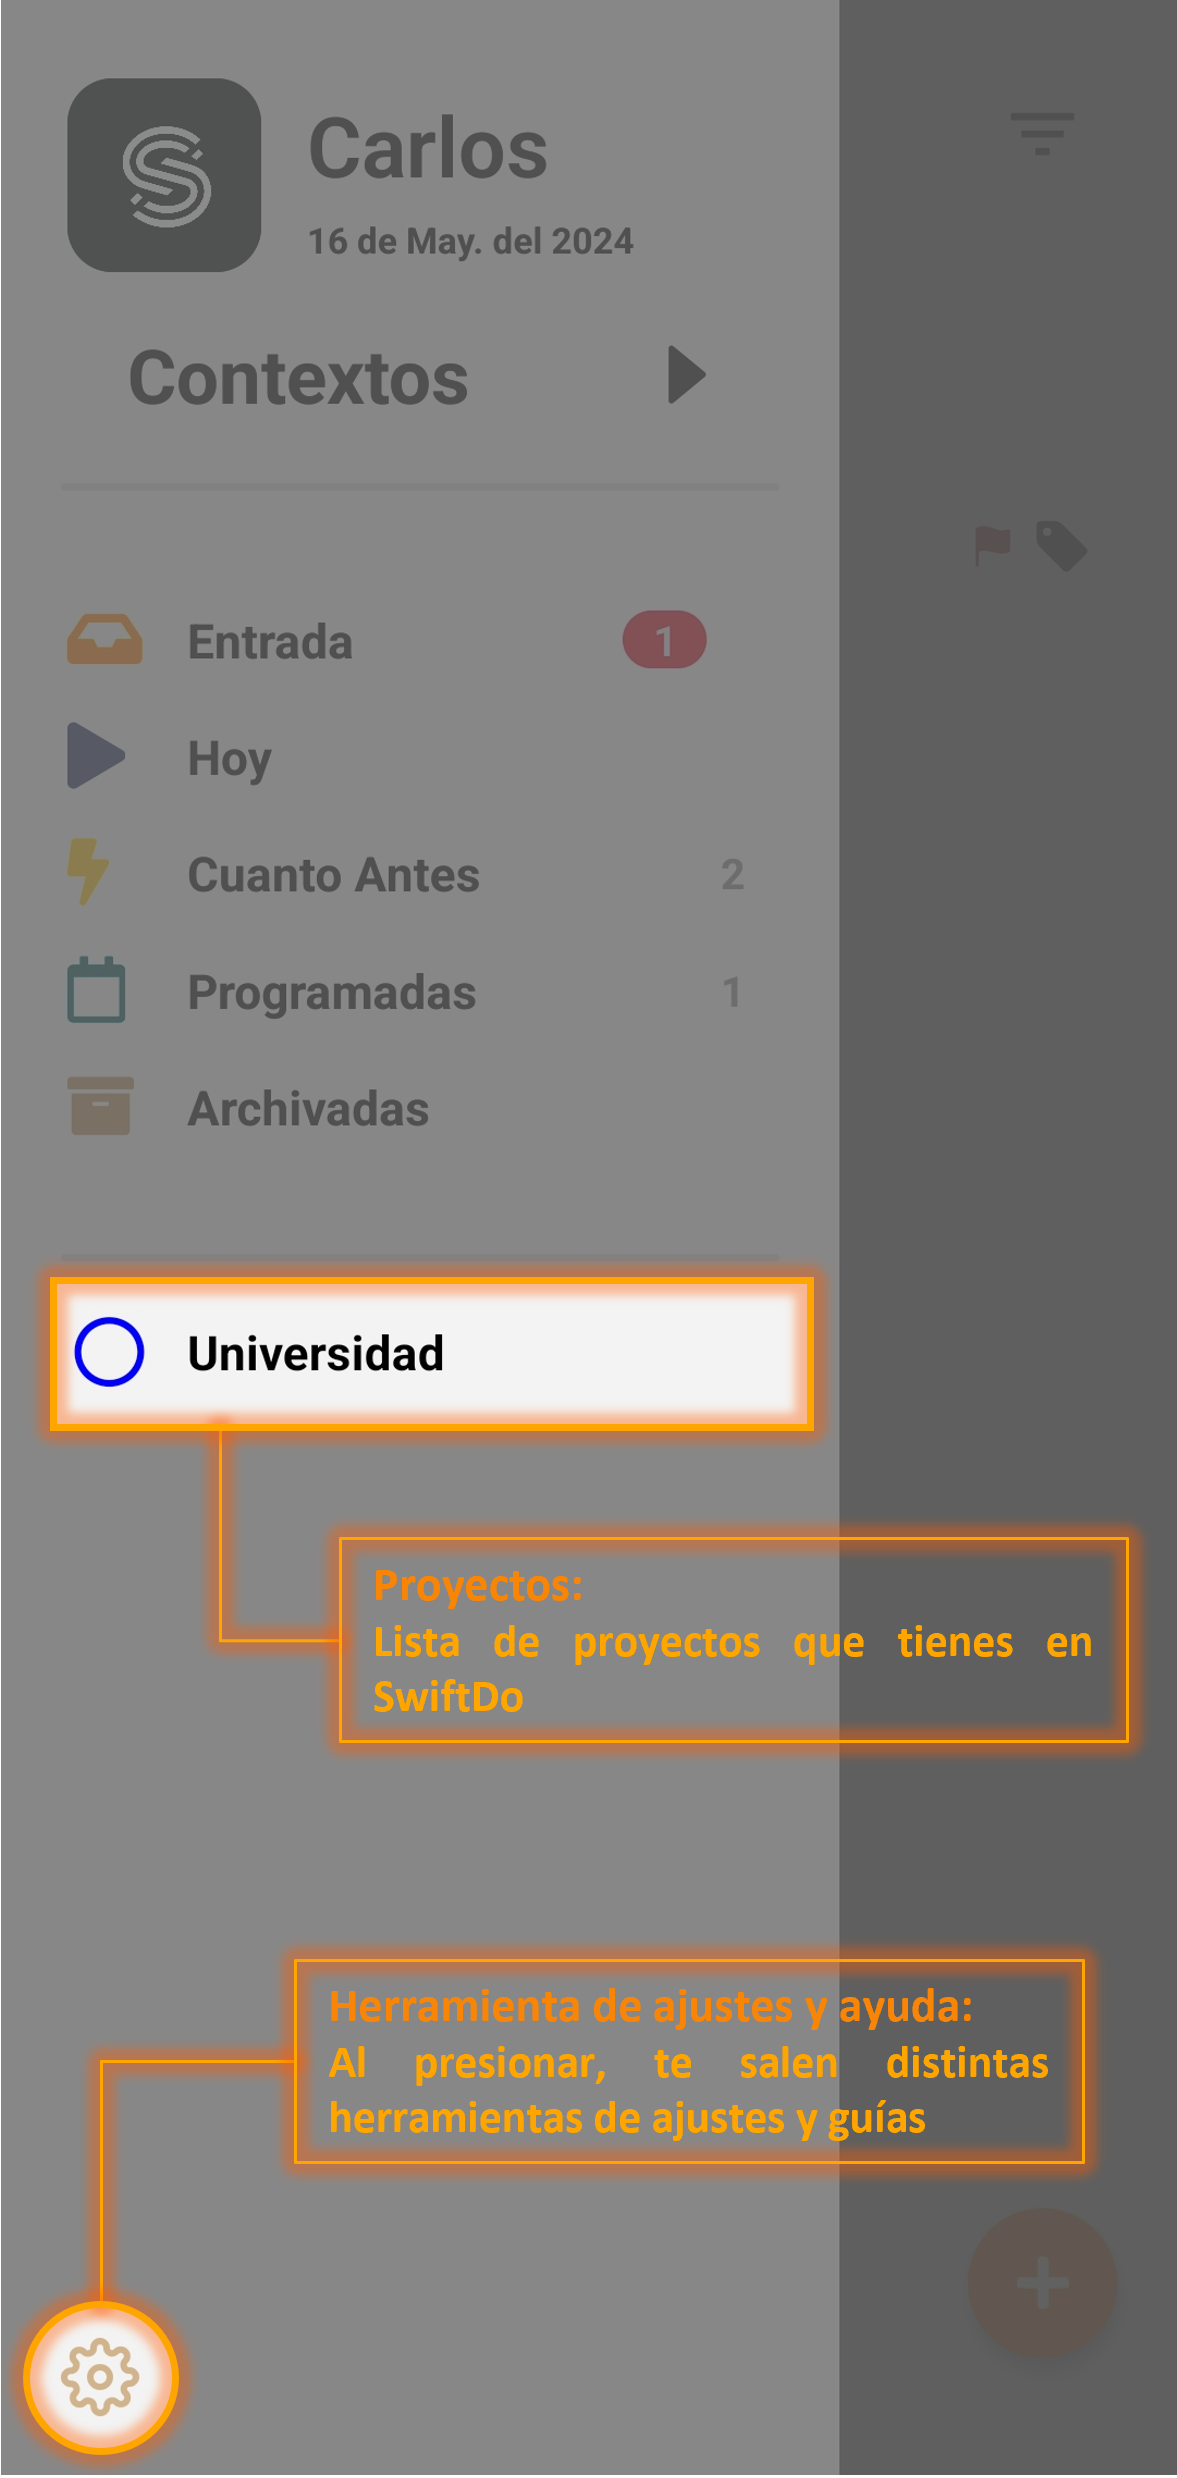 Carlos
16 de May. del 2024
Contextos
Entrada 1
Hoy
Cuanto Antes 2
Programadas 1
Archivadas
Universidad
Proyectos:
Lista de proyectos que tienes en
SwiftDo
Herramienta de ajustes y ayuda:
Al presionar, te salen distintas
herramientas de ajustes y guías